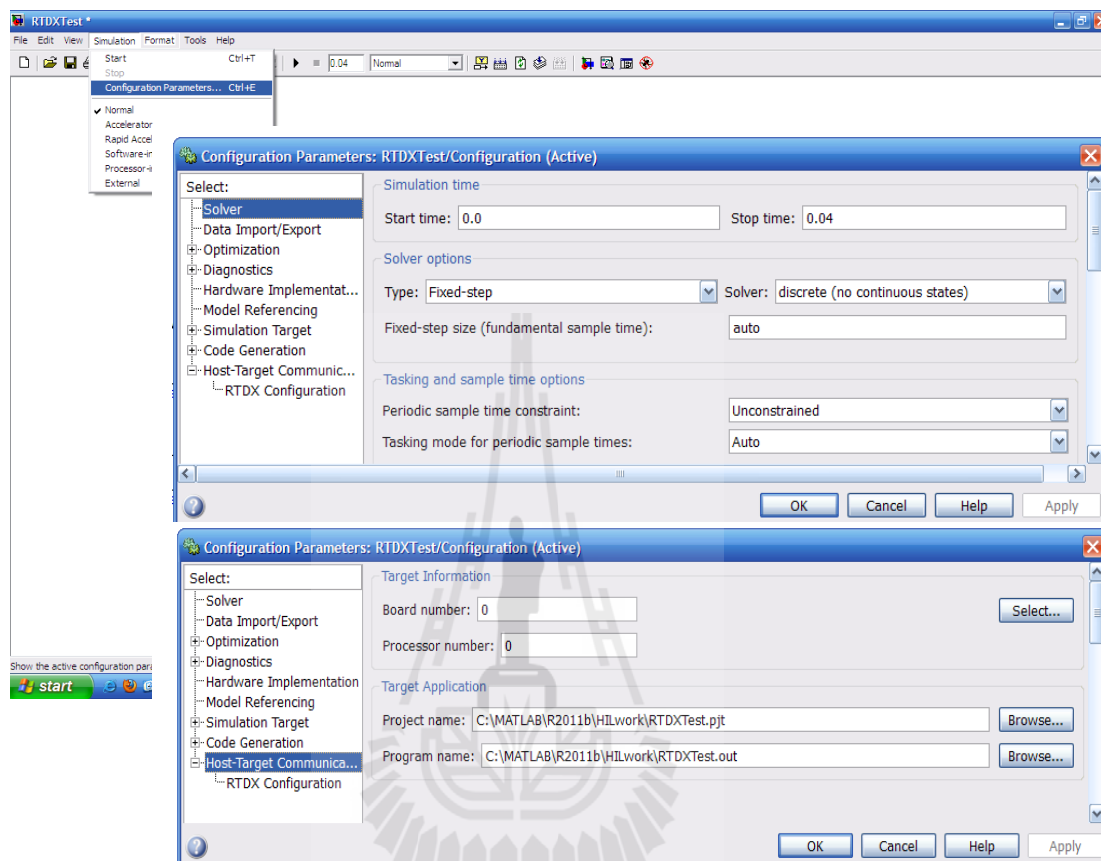 RTDXTest *
File Edit View Simulation Format Tools Help
0.04 Normal
Start Ctrl+T
Stop
Configuration Parameters... Ctrl+E
Normal
Accelerator
Rapid Accel
Software-in
Processor-i
External
Configuration Parameters: RTDXTest/Configuration (Active)
Select:
Solver
Data Import/Export
Optimization
Diagnostics
Hardware Implementat...
Model Referencing
Simulation Target
Code Generation
Host-Target Communic...
RTDX Configuration
Simulation time
Start time: 0.0 Stop time: 0.04
Solver options
Type: Fixed-step Solver: discrete (no continuous states)
Fixed-step size (fundamental sample time): auto
Tasking and sample time options
Periodic sample time constraint: Unconstrained
Tasking mode for periodic sample times: Auto
OK Cancel Help Apply
Configuration Parameters: RTDXTest/Configuration (Active)
Select:
Solver
Data Import/Export
Optimization
Diagnostics
Hardware Implementation
Model Referencing
Simulation Target
Code Generation
Host-Target Communica...
RTDX Configuration
Target Information
Board number: 0 Select...
Processor number: 0
Target Application
Project name: C:\MATLAB\R2011b\HILwork\RTDXTest.pjt Browse...
Program name: C:\MATLAB\R2011b\HILwork\RTDXTest.out Browse...
OK Cancel Help Apply
Show the active configuration para
start